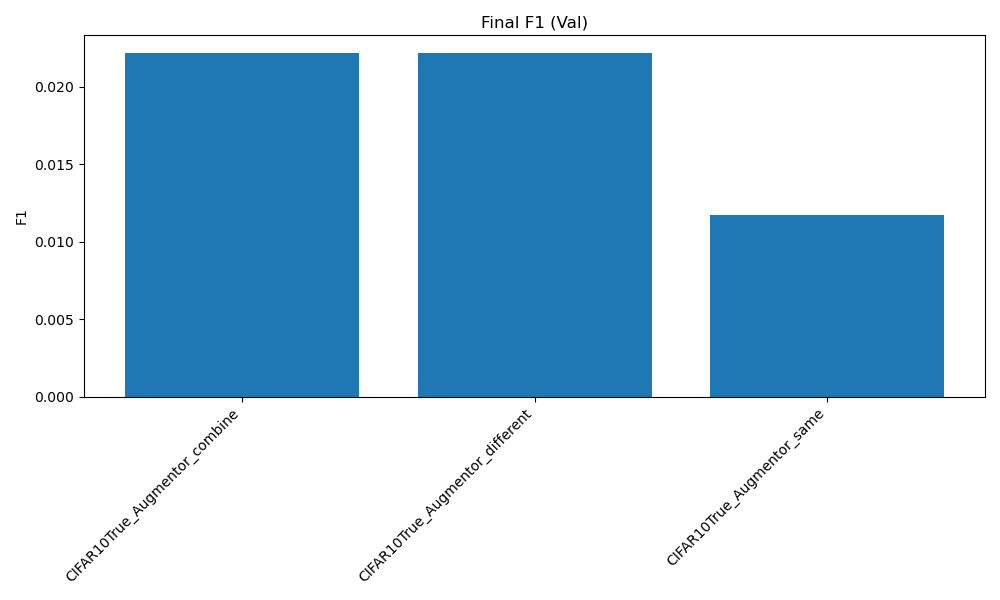 Final F1 (Val)
F1
0.020
0.015
0.010
0.005
0.000
CIFAR10True_Augmentor_combine
CIFAR10True_Augmentor_different
CIFAR10True_Augmentor_same